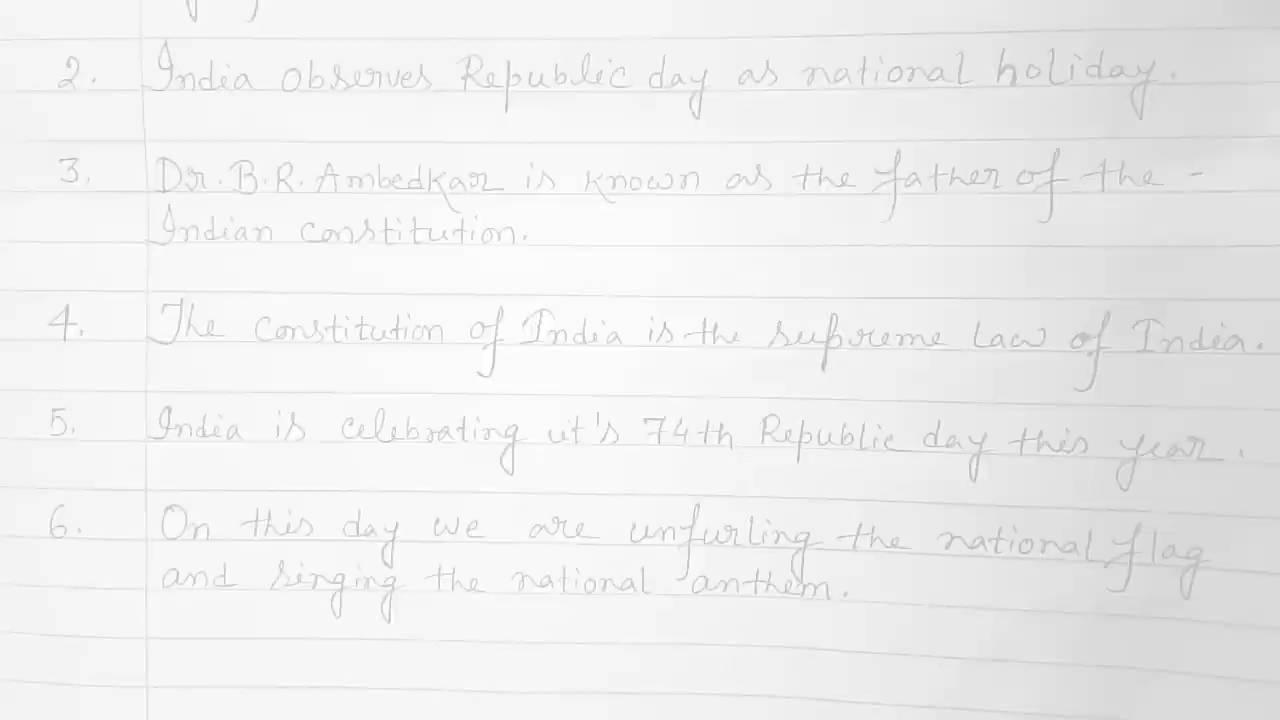 2. India observes Republic day as national holiday.
3. Dr. B.R. Ambedkar is known as the father of the -
Indian constitution.
4. The constitution of India is the supreme law of India.
5. India is celebrating it's 74th Republic day this year.
6. On this day we are unfurling the national flag
and singing the national anthem.